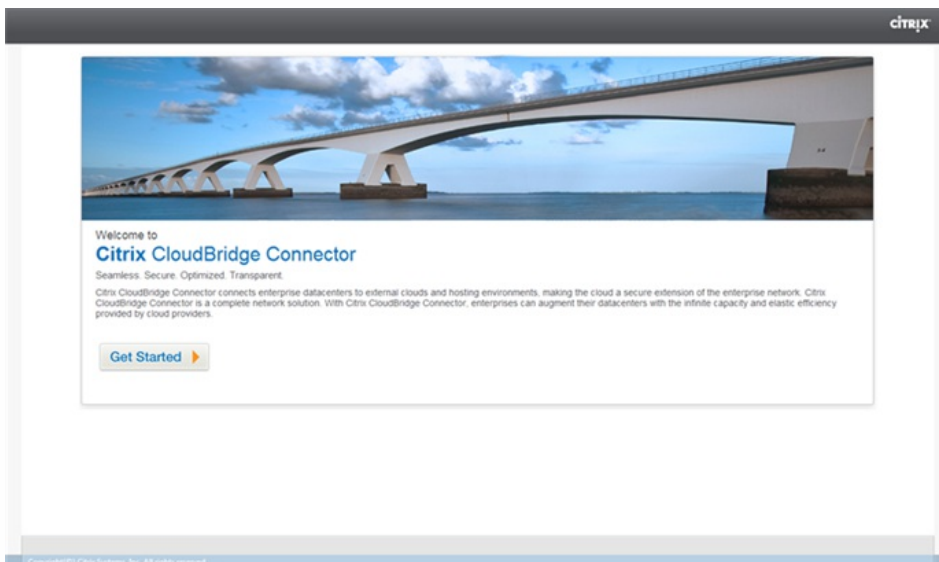 CİTRIX
Welcome to
Citrix CloudBridge Connector
Seamless. Secure. Optimized. Transparent.
Citrix CloudBridge Connector connects enterprise datacenters to external clouds and hosting environments, making the cloud a secure extension of the enterprise network. Citrix
CloudBridge Connector is a complete network solution. With Citrix CloudBridge Connector, enterprises can augment their datacenters with the infinite capacity and elastic efficiency
provided by cloud providers.
Get Started